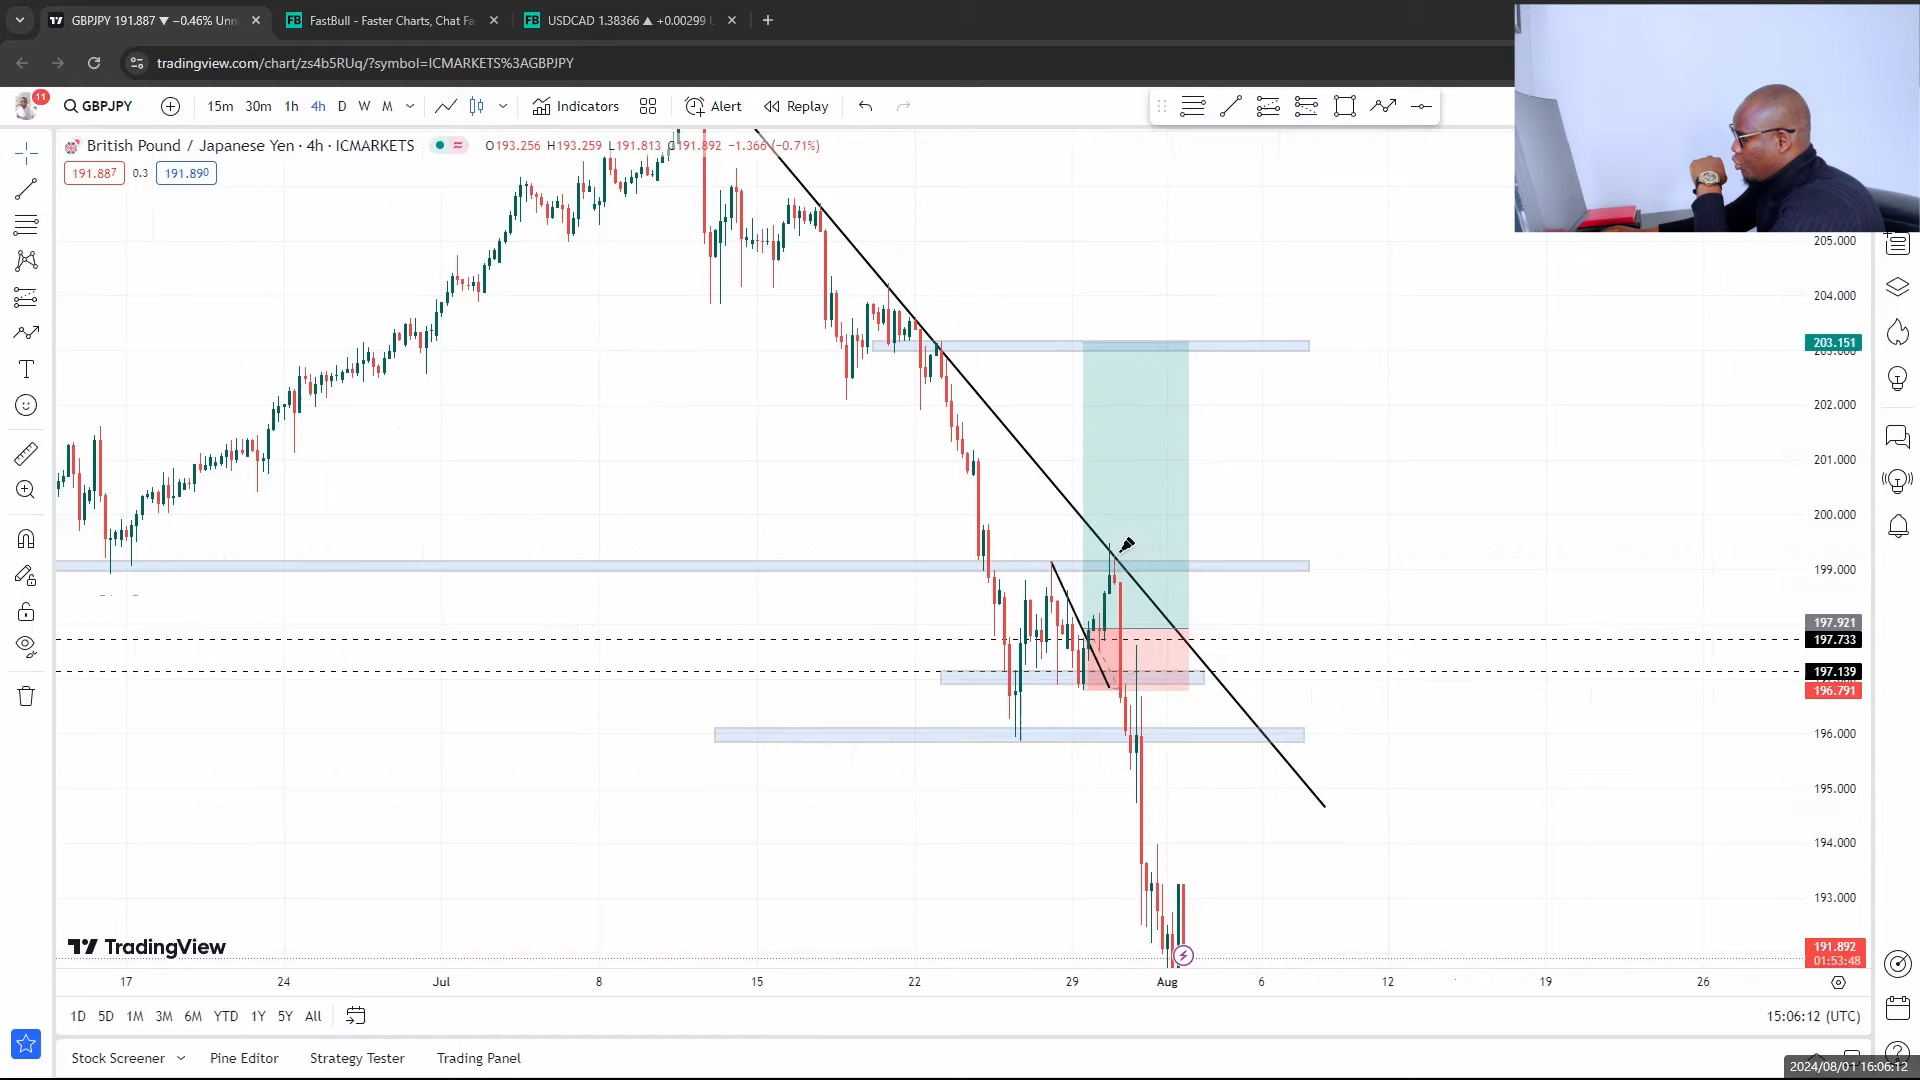 GBPJPY 191.887 ▼ −0.46% Unn
FastBull - Faster Charts, Chat Fa
USDCAD 1.38366 ▲ +0.00299
tradingview.com/chart/zs4b5RUq/?symbol=ICMARKETS%3AGBPJPY
11
GBPJPY
15m 30m 1h 4h D W M
Indicators
Alert
Replay
British Pound / Japanese Yen · 4h · ICMARKETS
O193.256 H193.259 L191.813 C191.892 −1.366 (−0.71%)
191.887 0.3 191.890
205.000
204.000
203.151
203.000
202.000
201.000
200.000
199.000
197.921
197.733
197.139
196.791
196.000
195.000
194.000
193.000
191.892
01:53:48
TradingView
17 24 Jul 8 15 22 29 Aug 6 12 19 26
1D 5D 1M 3M 6M YTD 1Y 5Y All
15:06:12 (UTC)
Stock Screener Pine Editor Strategy Tester Trading Panel
2024/08/01 16:06:12